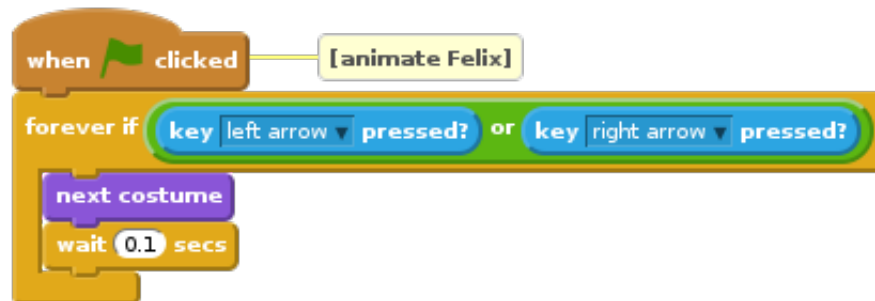 when clicked [animate Felix]
forever if key left arrow pressed? or key right arrow pressed?
next costume
wait 0.1 secs